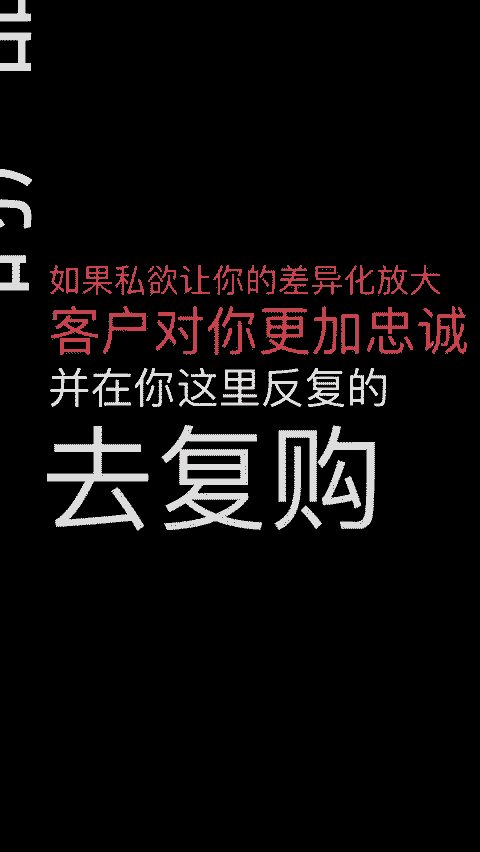 如果私欲让你的差异化放大
客户对你更加忠诚
并在你这里反复的
去复购